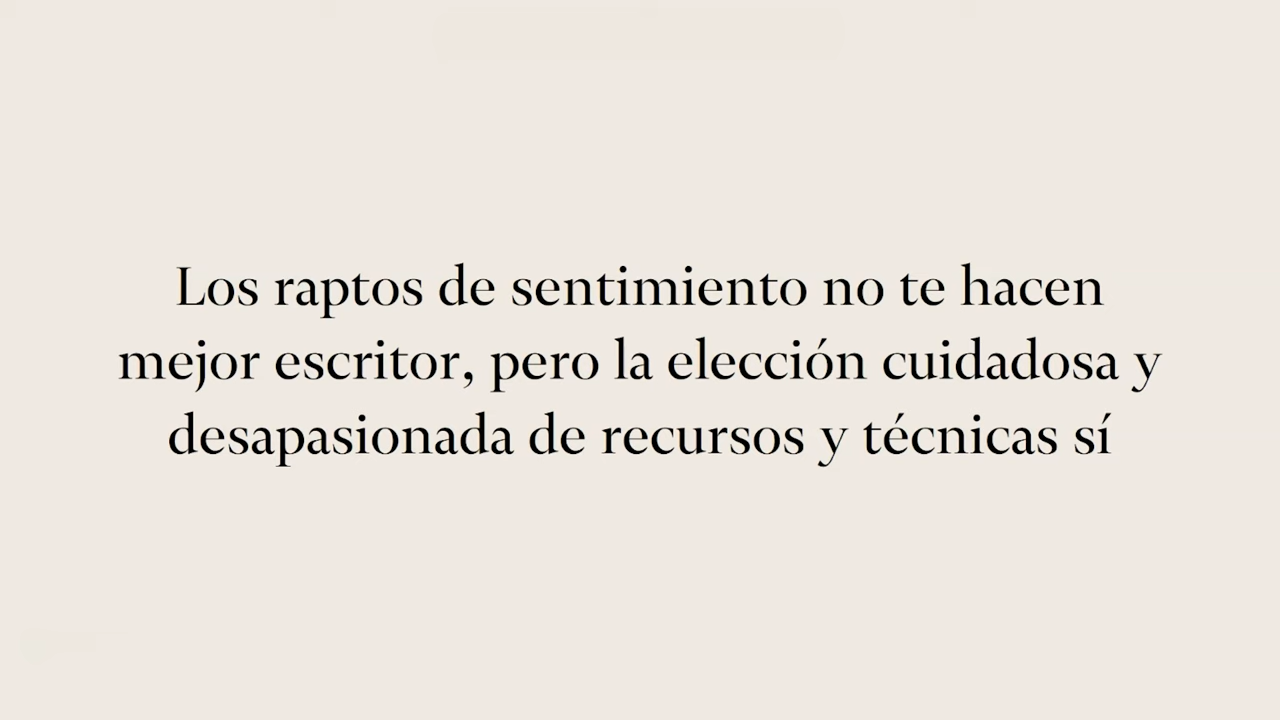 Los raptos de sentimiento no te hacen
mejor escritor, pero la elección cuidadosa y
desapasionada de recursos y técnicas sí